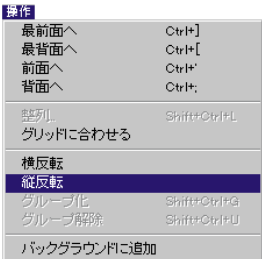 操作
最前面へ Ctrl+]
最背面へ Ctrl+[
前面へ Ctrl+'
背面へ Ctrl+;
整列... Shift+Ctrl+L
グリッドに合わせる
横反転
縦反転
グループ化 Shift+Ctrl+G
グループ解除 Shift+Ctrl+U
バックグラウンドに追加